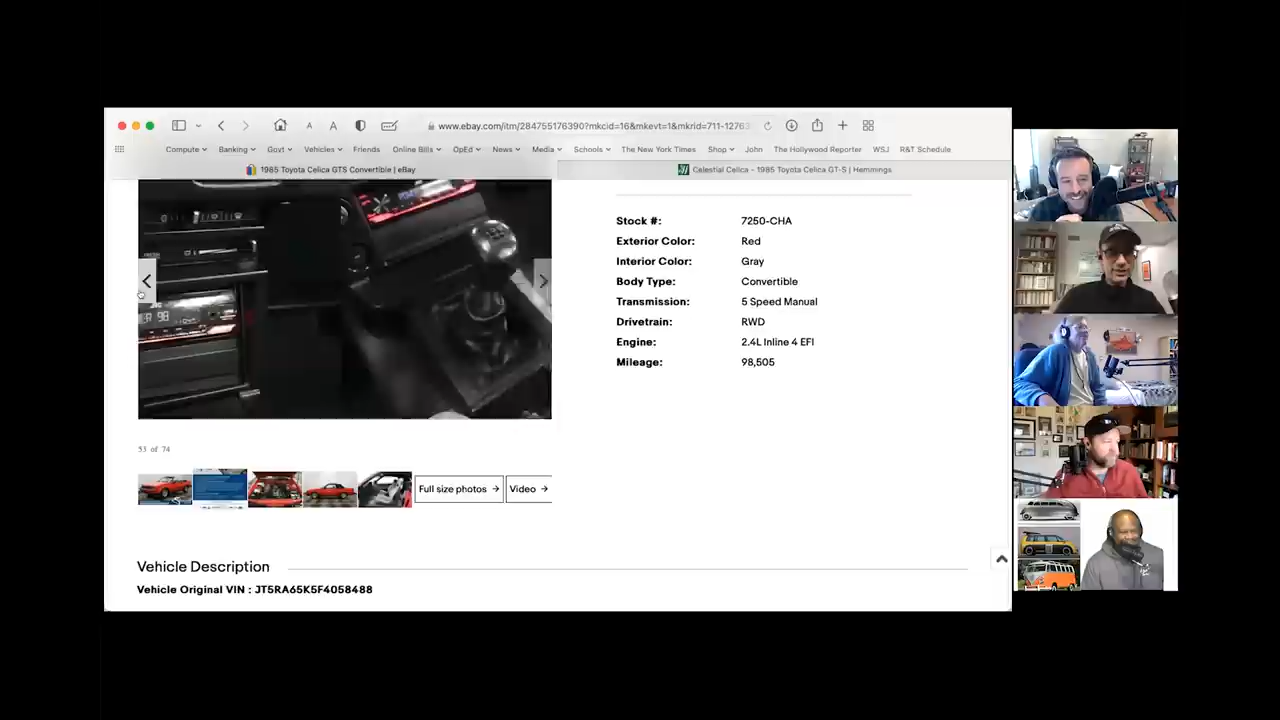 A A www.ebay.com/itm/284755176390?mkcid=16&mkevt=1&mkrid=711-12763
Compute Banking Govt Vehicles Friends Online Bills OpEd News Media Schools The New York Times Shop John The Hollywood Reporter WSJ R&T Schedule
1985 Toyota Celica GTS Convertible | eBay
Celestial Celica - 1985 Toyota Celica GT-S | Hemmings
Stock #: 7250-CHA
Exterior Color: Red
Interior Color: Gray
Body Type: Convertible
Transmission: 5 Speed Manual
Drivetrain: RWD
Engine: 2.4L Inline 4 EFI
Mileage: 98,505
53 of 74
Full size photos → Video →
Vehicle Description
Vehicle Original VIN : JT5RA65K5F4058488